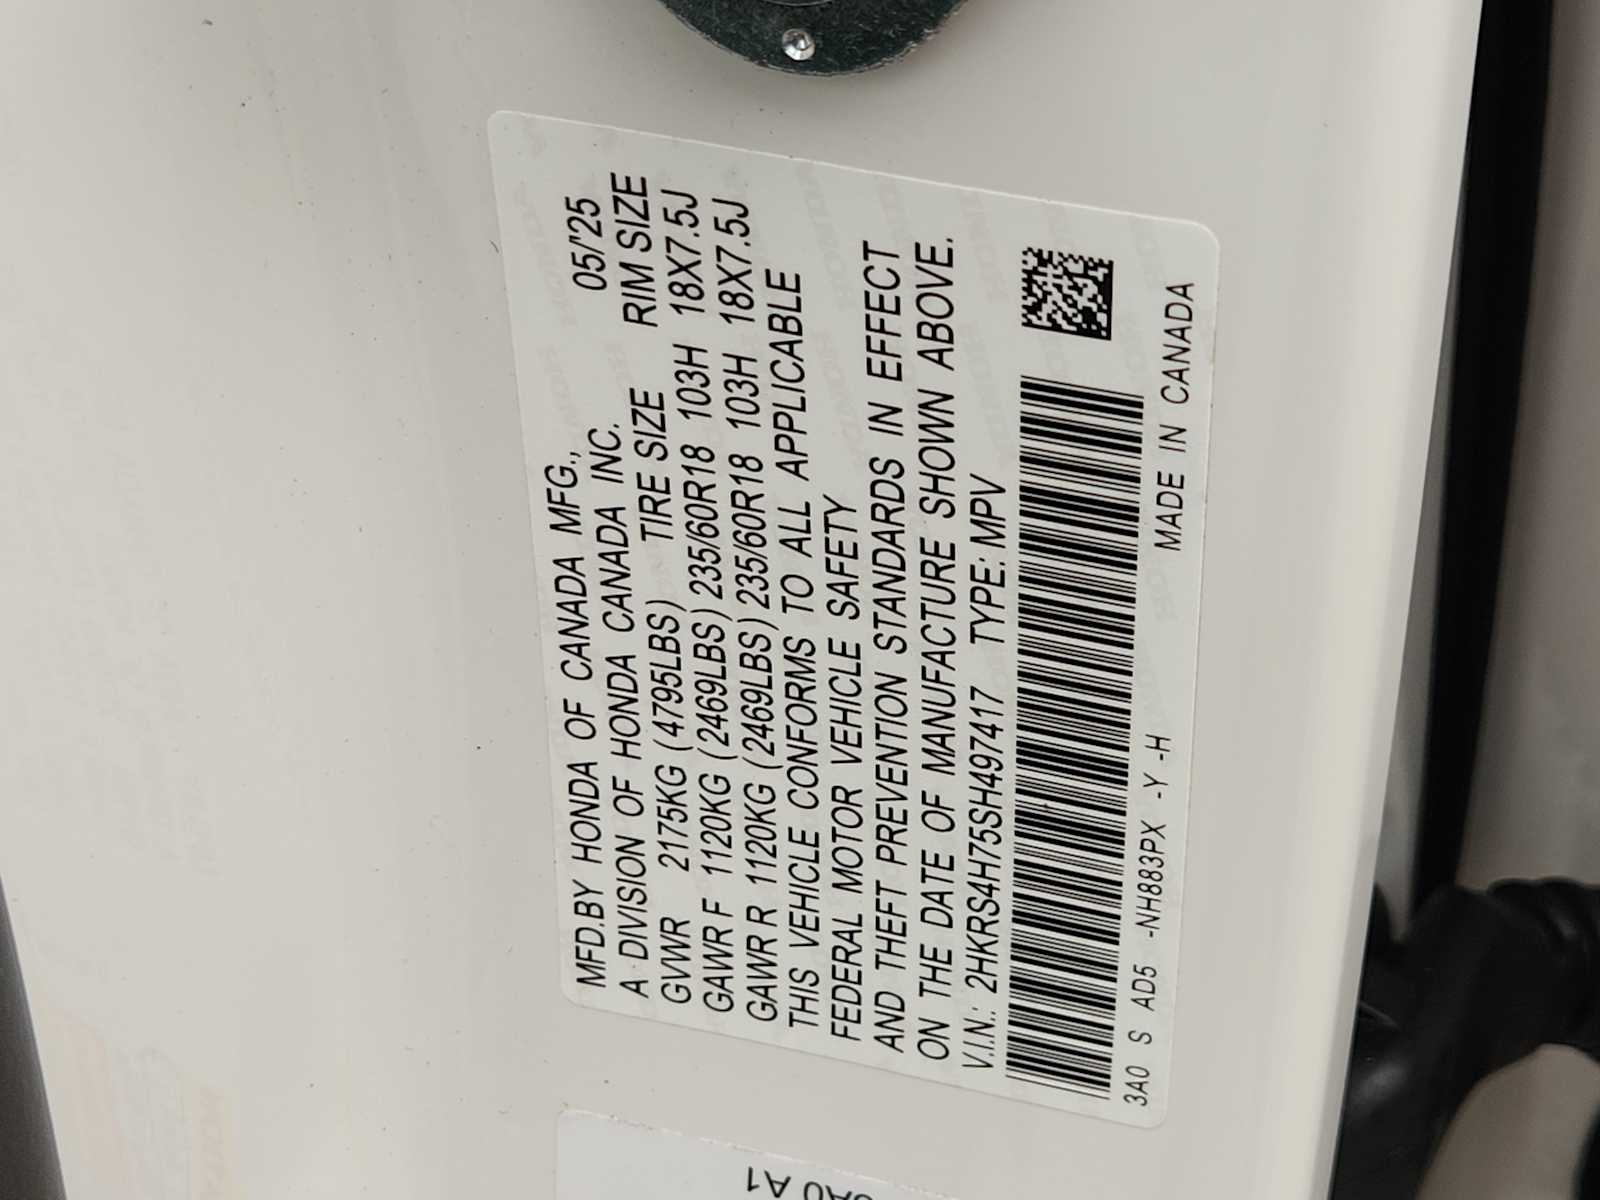 MFD.BY HONDA OF CANADA MFG., 05/'25
A DIVISION OF HONDA CANADA INC.
GVWR 2175KG (4795LBS) TIRE SIZE RIM SIZE
GAWR F 1120KG (2469LBS) 235/60R18 103H 18X7.5J
GAWR R 1120KG (2469LBS) 235/60R18 103H 18X7.5J
THIS VEHICLE CONFORMS TO ALL APPLICABLE
FEDERAL MOTOR VEHICLE SAFETY
AND THEFT PREVENTION STANDARDS IN EFFECT
ON THE DATE OF MANUFACTURE SHOWN ABOVE.
V.I.N.: 2HKRS4H75SH497417 TYPE: MPV
3A0 S AD5 -NH883PX -Y -H MADE IN CANADA
A1